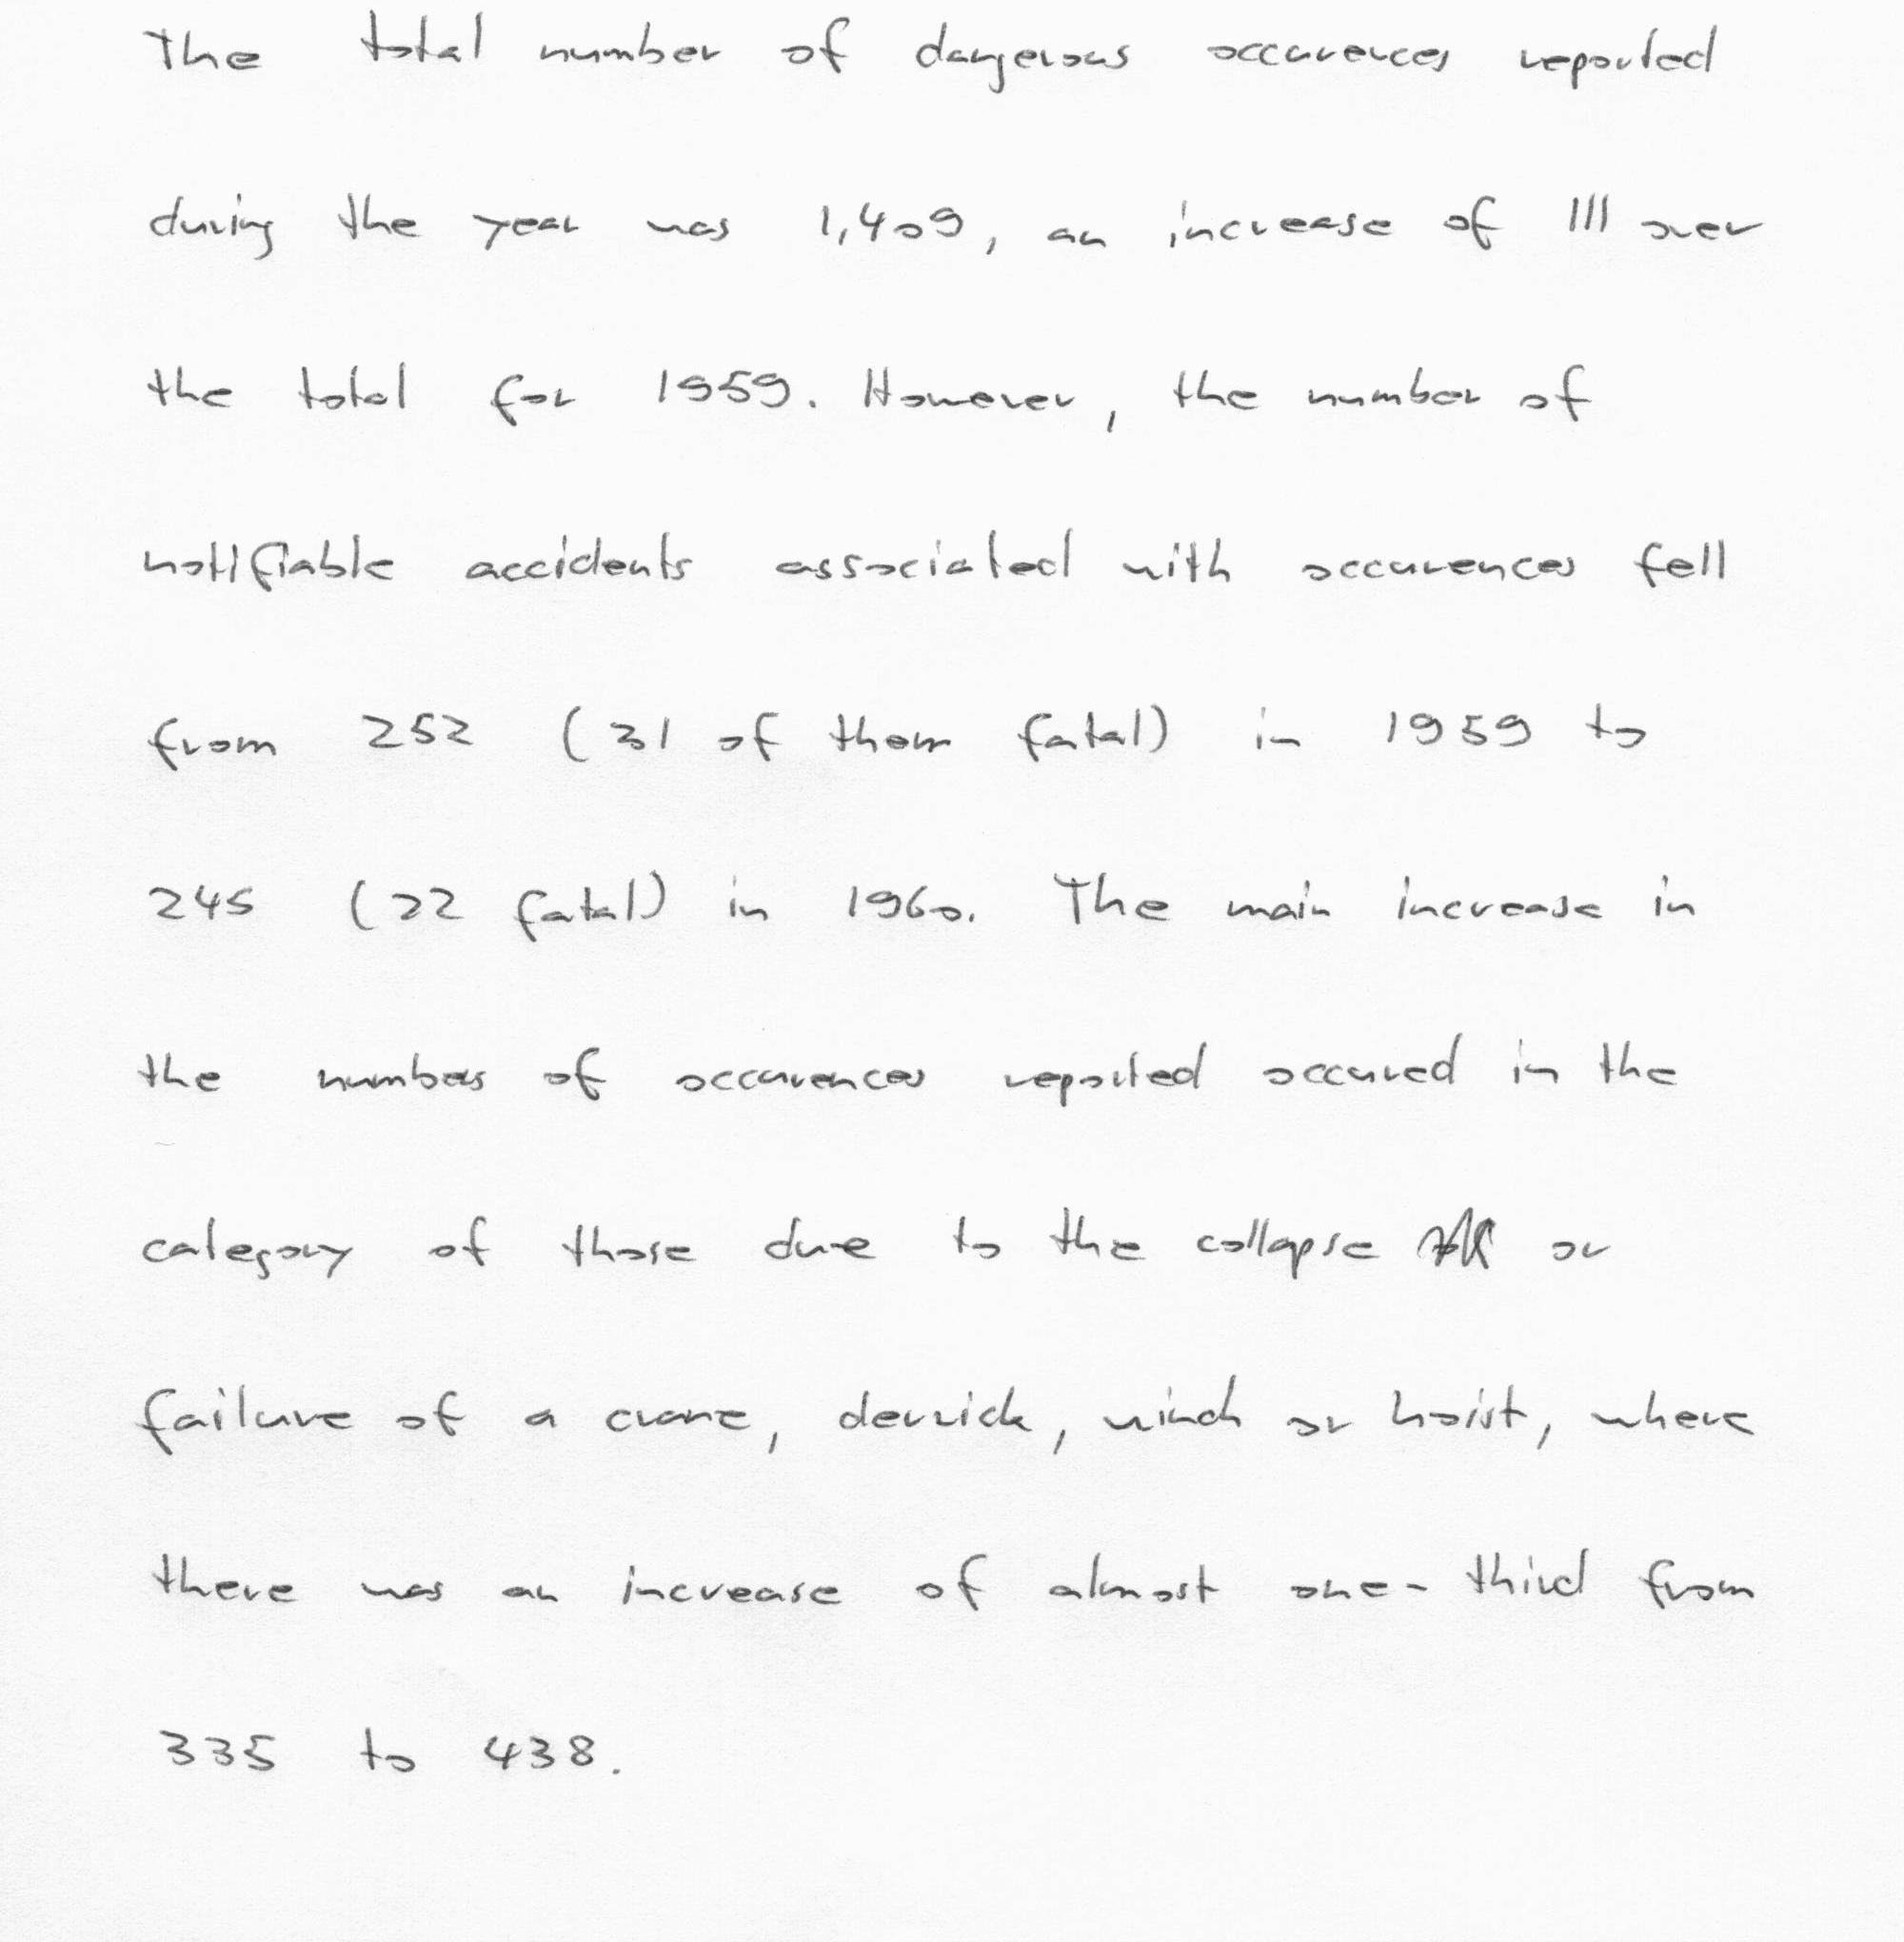 The total number of dangerous occurences reported
during the year was 1,409, an increase of 111 over
the total for 1959. However, the number of
notifiable accidents associated with occurences fell
from 252 (31 of them fatal) in 1959 to
245 (22 fatal) in 1960. The main increase in
the numbers of occurences reported occured in the
category of those due to the collapse or
failure of a crane, derrick, winch or hoist, where
there was an increase of almost one-third from
335 to 438.